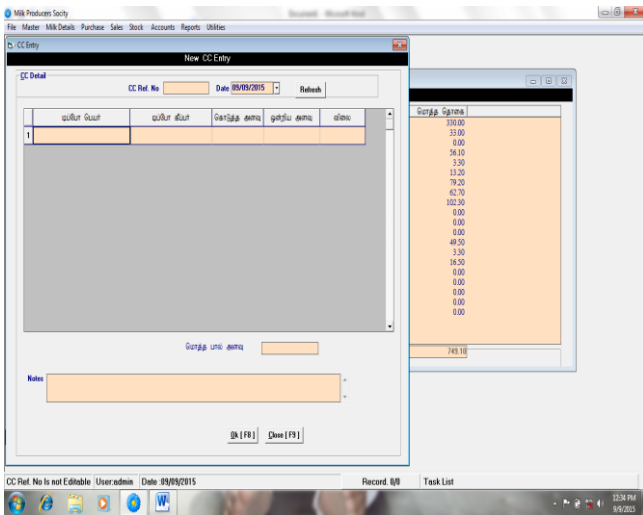 Milk Producers Socity
File Master Milk Details Purchase Sales Stock Accounts Reports Utilities
CC Entry
New CC Entry
CC Detail
CC Ref. No Date 09/09/2015 Refresh
டிப்போ பெயர் டிப்போ கீப்பர் கொடுத்த அளவு ஒன்றிய அளவு விலை
1
மொத்த தொகை
330.00
33.00
0.00
56.10
3.30
13.20
79.20
62.70
102.30
0.00
0.00
0.00
49.50
3.30
16.50
0.00
0.00
0.00
0.00
0.00
749.10
மொத்த பால் அளவு
Notes
Ok [ F8 ] Close [ F9 ]
CC Ref. No Is not Editable User:admin Date :09/09/2015 Record. 0/0 Task List
12:34 PM
9/9/2015